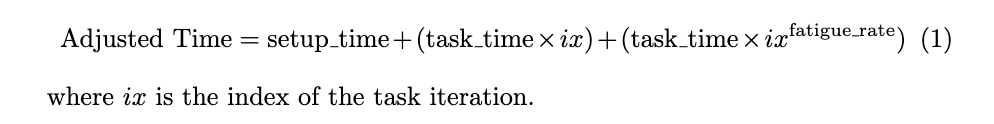 Adjusted Time = setup_time+(task_time×ix)+(task_time×ix^fatigue_rate) (1)
where ix is the index of the task iteration.